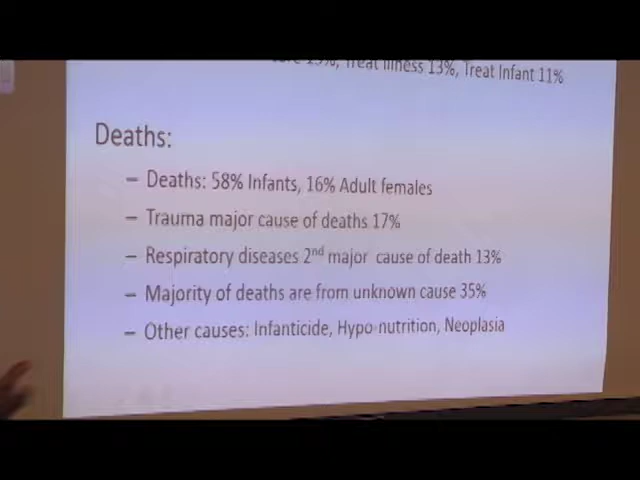 Treat Illness 13%, Treat Infant 11%
Deaths:
– Deaths: 58% Infants, 16% Adult females
– Trauma major cause of deaths 17%
– Respiratory diseases 2nd major cause of death 13%
– Majority of deaths are from unknown cause 35%
– Other causes: Infanticide, Hypo-nutrition, Neoplasia